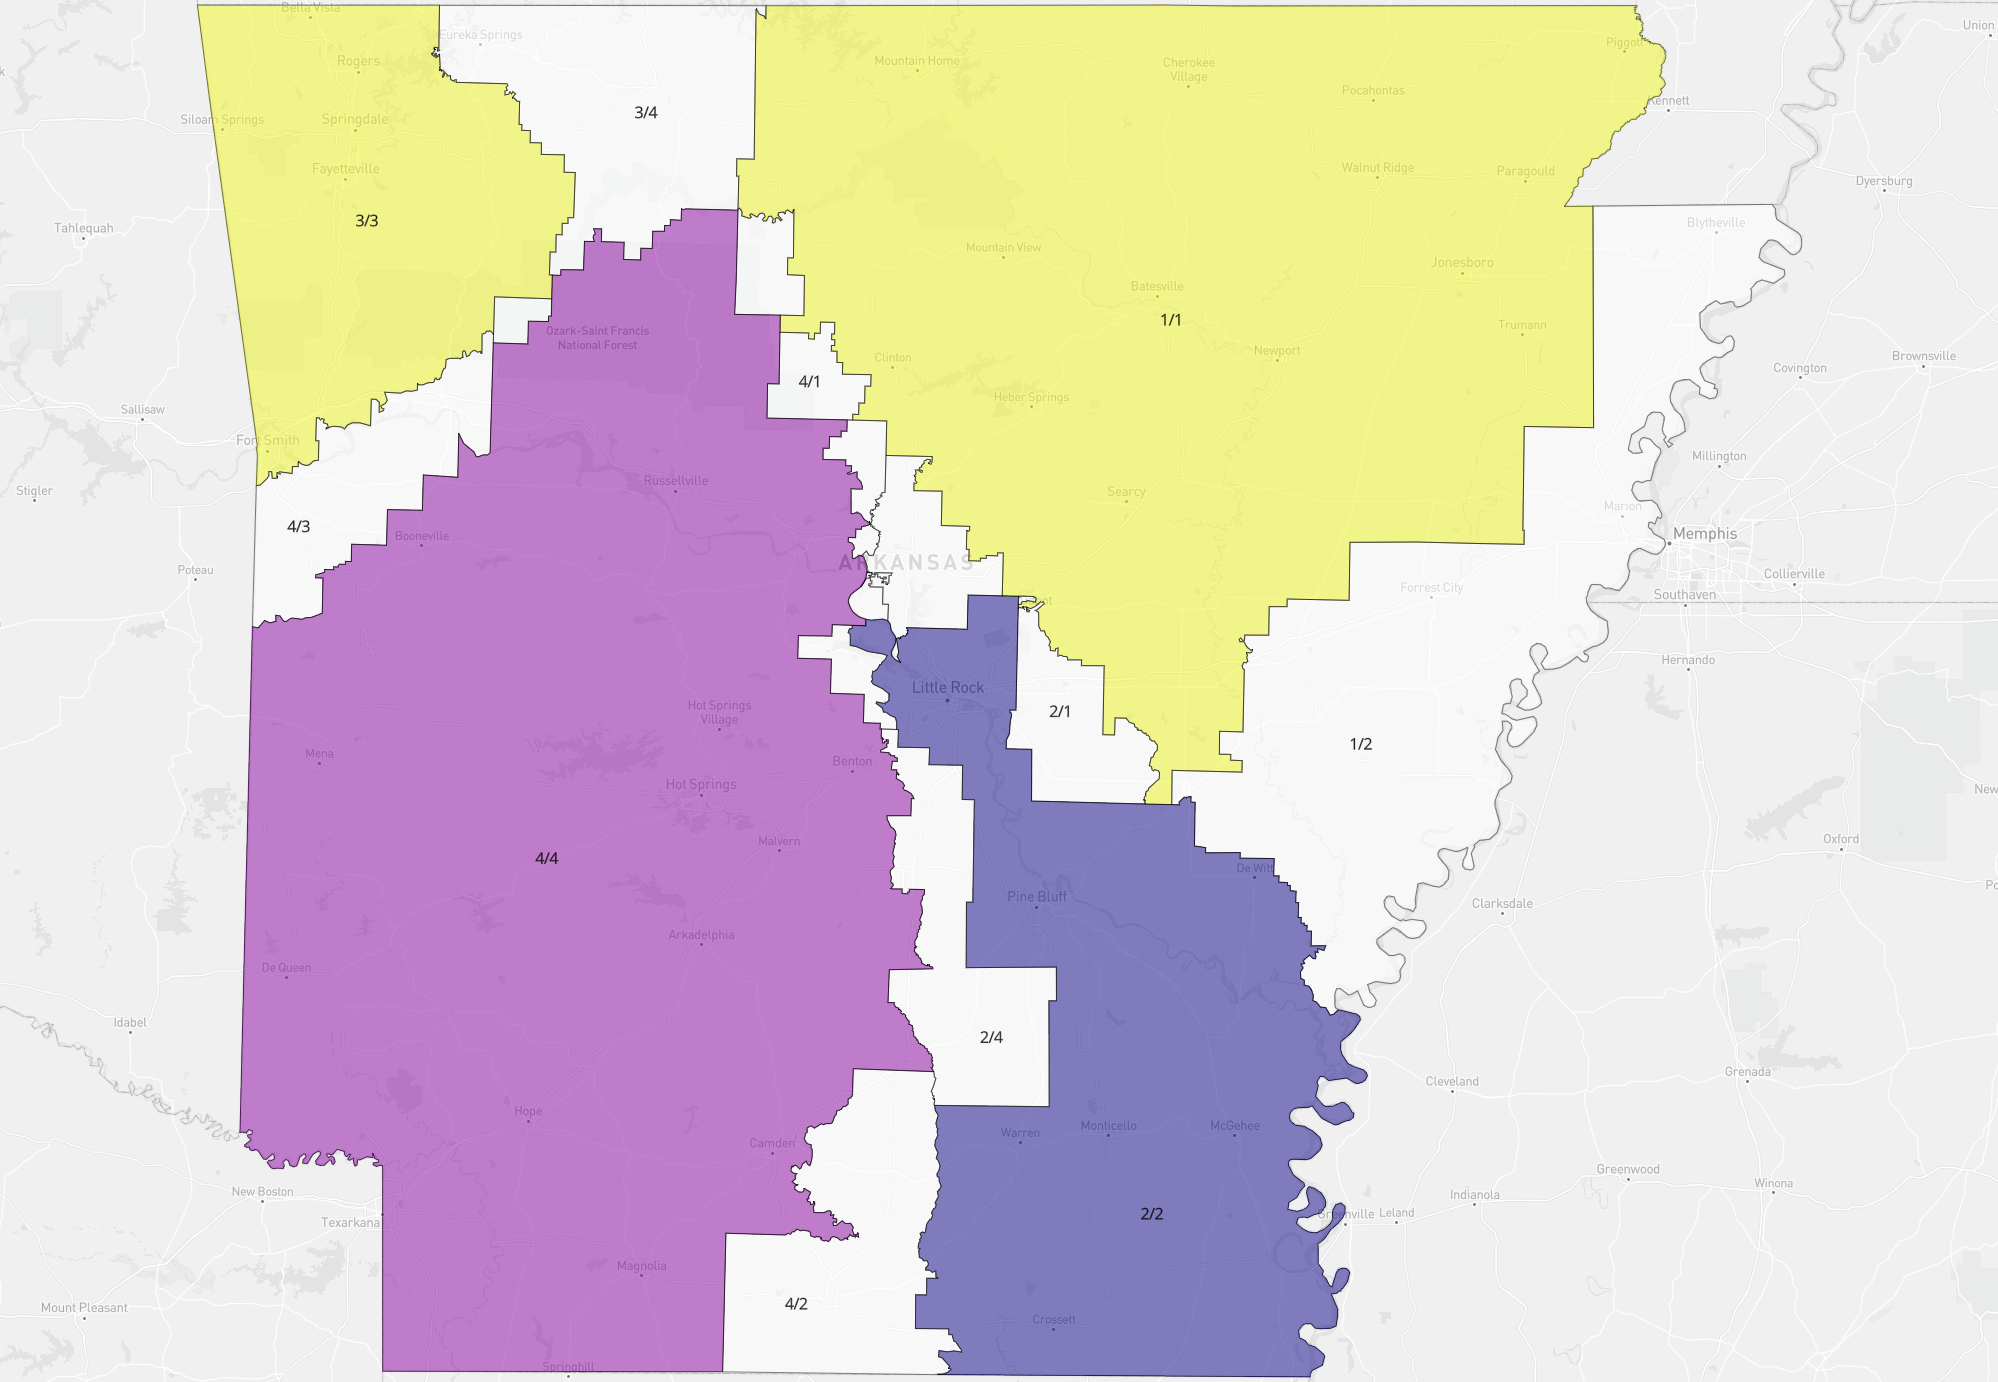 Bella Vista
Eureka Springs
Union
Piggott
Rogers
Mountain Home
Cherokee
Village
Pocahontas
Kennett
3/4
Siloam Springs
Springdale
Fayetteville
Walnut Ridge
Paragould
Dyersburg
3/3
Tahlequah
Blytheville
Mountain View
Jonesboro
Batesville
1/1
Ozark-Saint Francis
National Forest
Trumann
Clinton
Newport
Brownsville
Covington
4/1
Heber Springs
Sallisaw
Fort Smith
Millington
Stigler
Russellville
Searcy
Marion
4/3
Booneville
Memphis
ARKANSAS
Poteau
Collierville
Forrest City
Southaven
Hernando
Little Rock
Hot Springs
Village
2/1
1/2
Mena
Benton
Hot Springs
New
Malvern
Oxford
4/4
De Witt
Pine Bluff
Clarksdale
Arkadelphia
De Queen
Idabel
2/4
Grenada
Cleveland
Hope
Warren
Monticello
McGehee
Camden
Greenwood
Winona
New Boston
Indianola
Texarkana
2/2
Greenville
Leland
Magnolia
Mount Pleasant
4/2
Crossett
Springhill